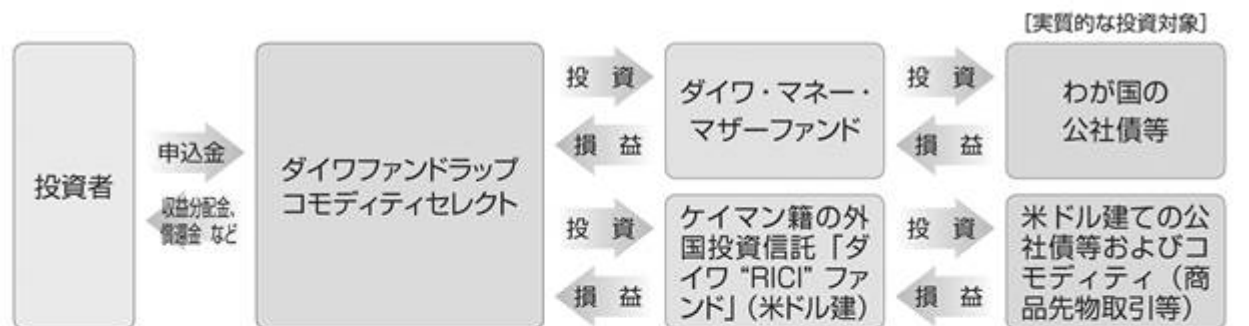 [実質的な投資対象]
投資者
申込金
収益分配金、
償還金 など
ダイワファンドラップ
コモディティセレクト
投 資
損 益
ダイワ・マネー・
マザーファンド
投 資
損 益
わが国の
公社債等
投 資
損 益
ケイマン籍の外
国投資信託「ダ
イワ “RICI” ファ
ンド」(米ドル建)
投 資
損 益
米ドル建ての公
社債等およびコ
モディティ(商
品先物取引等)